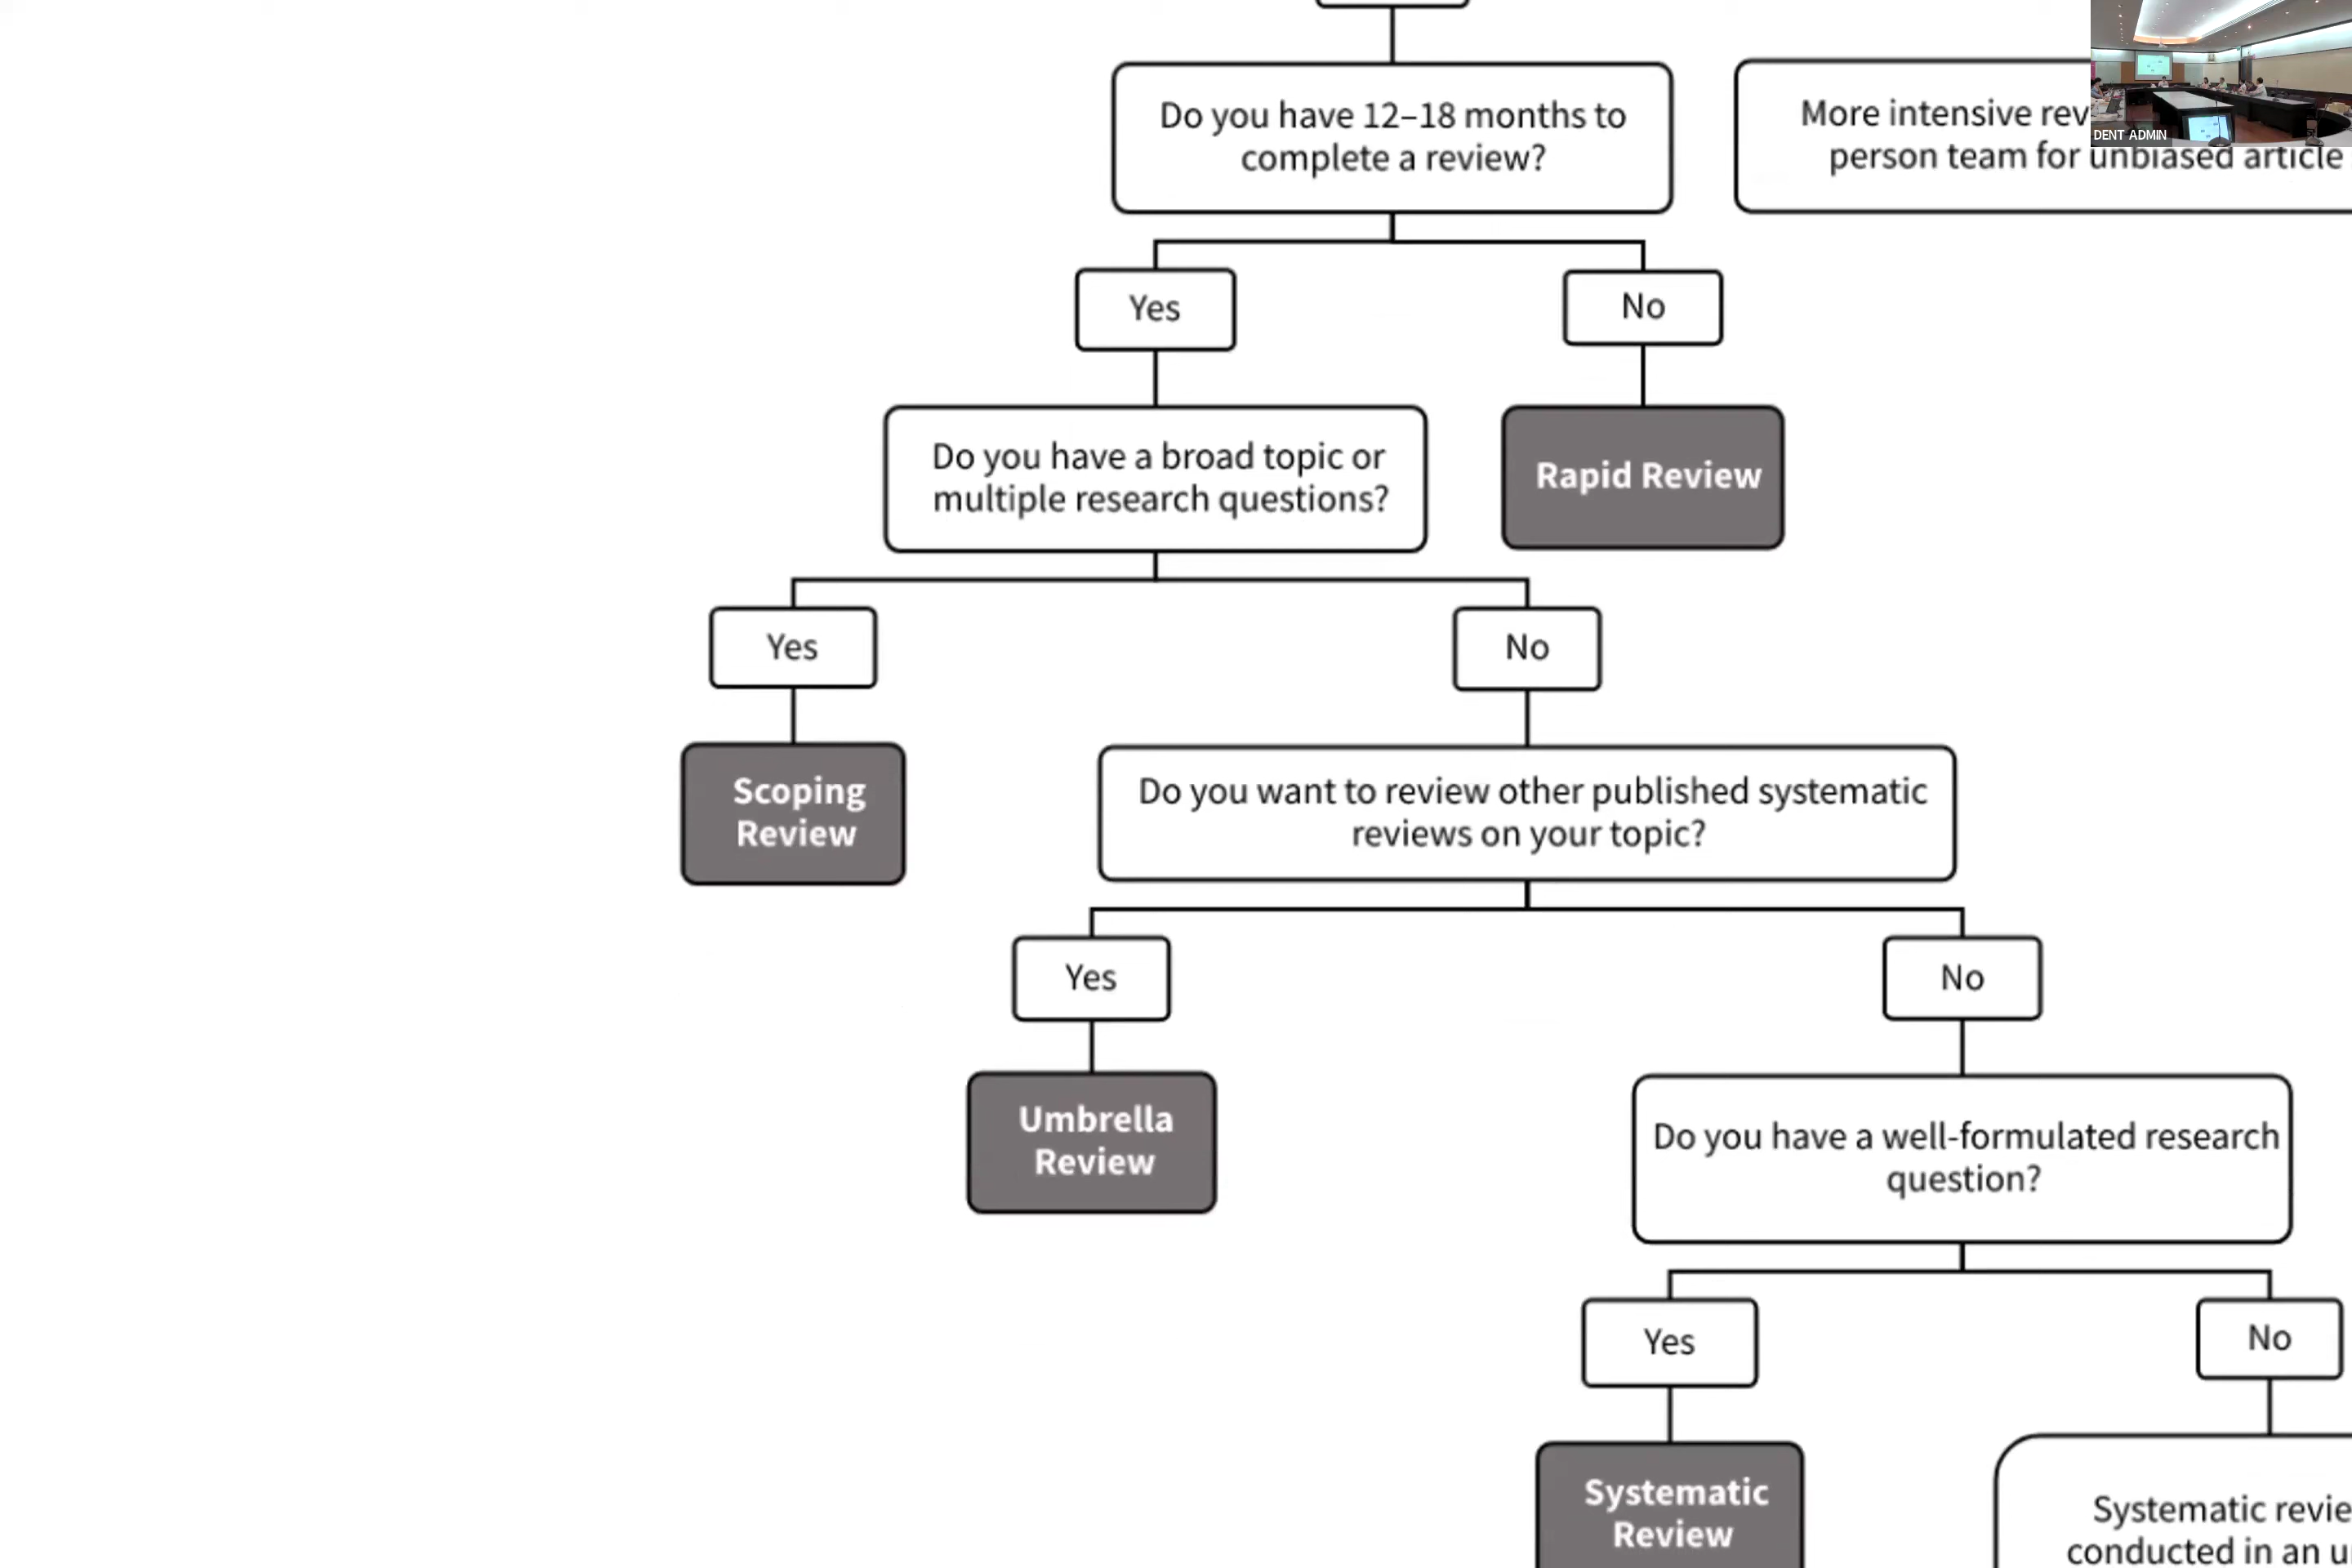 Do you have 12–18 months to
complete a review?
More intensive rev
person team for unbiased article
DENT ADMIN
Yes
No
Do you have a broad topic or
multiple research questions?
Rapid Review
Yes
No
Scoping
Review
Do you want to review other published systematic
reviews on your topic?
Yes
No
Umbrella
Review
Do you have a well-formulated research
question?
Yes
No
Systematic
Review
Systematic revie
conducted in an u